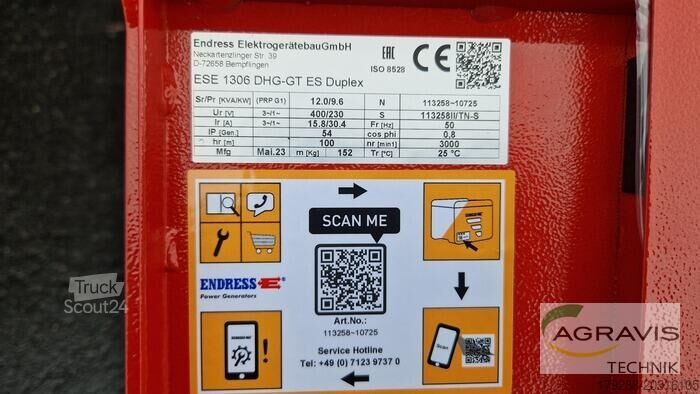 Endress ElektrogerätebauGmbH
Neckartenzlinger Str. 39
D-72658 Bempflingen
EAC
CE
ISO 8528
ESE 1306 DHG-GT ES Duplex
Sr/Pr [KVA/KW] (PRP G1) 12.0/9.6 N 113258~10725
Ur [V] 3~/1~ 400/230 S 113258II/TN-S
Ir [A] 3~/1~ 15.8/30.4 Fr [Hz] 50
IP [Gen.] 54 cos phi 0,8
hr [m] 100 nr [min1] 3000
Mfg Mai.23 m [Kg] 152 Tr [°C] 25 °C
SCAN ME
ENDRESS
Power Generators
Art.No.:
113258~10725
Service Hotline
Tel: +49 (0) 7123 9737 0
Scan
Truck
Scout24
AGRAVIS
TECHNIK